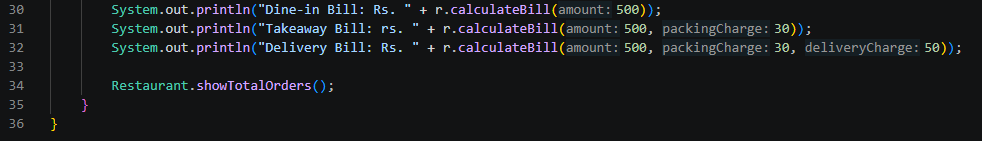 30 System.out.println("Dine-in Bill: Rs. " + r.calculateBill(amount: 500));
31 System.out.println("Takeaway Bill: rs. " + r.calculateBill(amount: 500, packingCharge: 30));
32 System.out.println("Delivery Bill: Rs. " + r.calculateBill(amount: 500, packingCharge: 30, deliveryCharge: 50));
33
34 Restaurant.showTotalOrders();
35 }
36 }